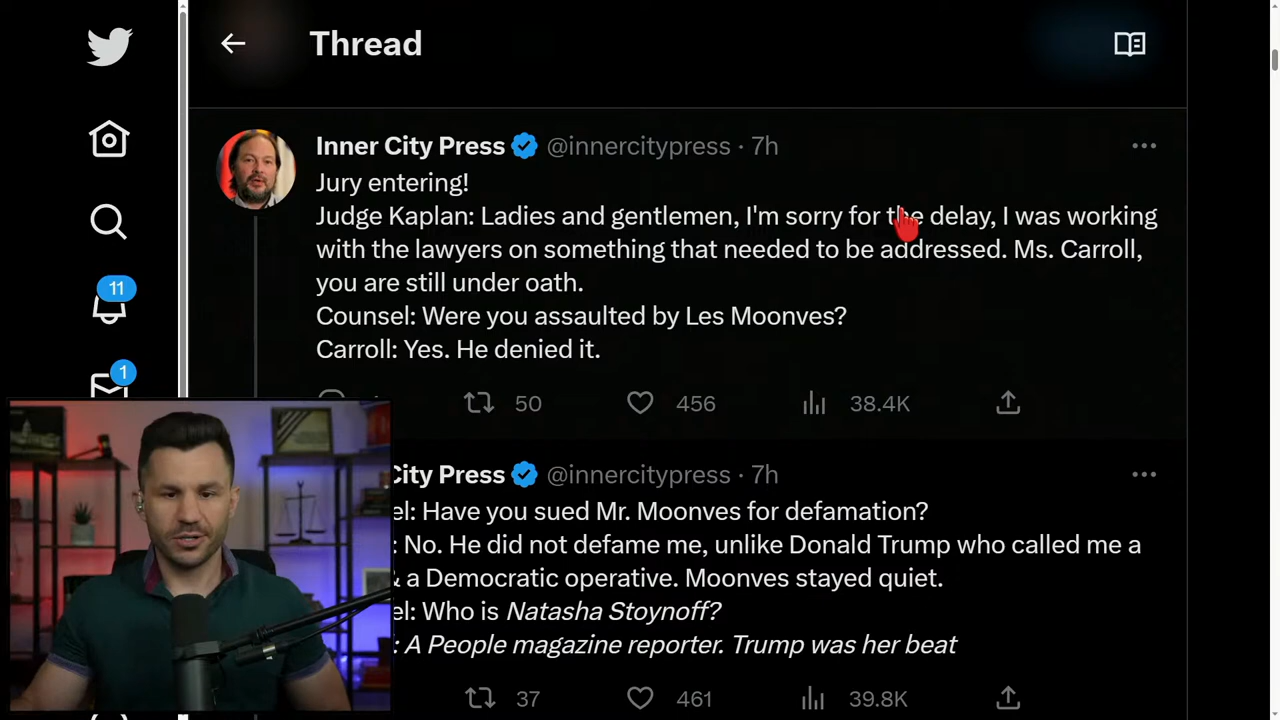 Thread
Inner City Press @innercitypress · 7h
Jury entering!
Judge Kaplan: Ladies and gentlemen, I'm sorry for the delay, I was working
with the lawyers on something that needed to be addressed. Ms. Carroll,
you are still under oath.
Counsel: Were you assaulted by Les Moonves?
Carroll: Yes. He denied it.
50 456 38.4K
11
1
City Press @innercitypress · 7h
el: Have you sued Mr. Moonves for defamation?
: No. He did not defame me, unlike Donald Trump who called me a
& a Democratic operative. Moonves stayed quiet.
el: Who is Natasha Stoynoff?
: A People magazine reporter. Trump was her beat
37 461 39.8K